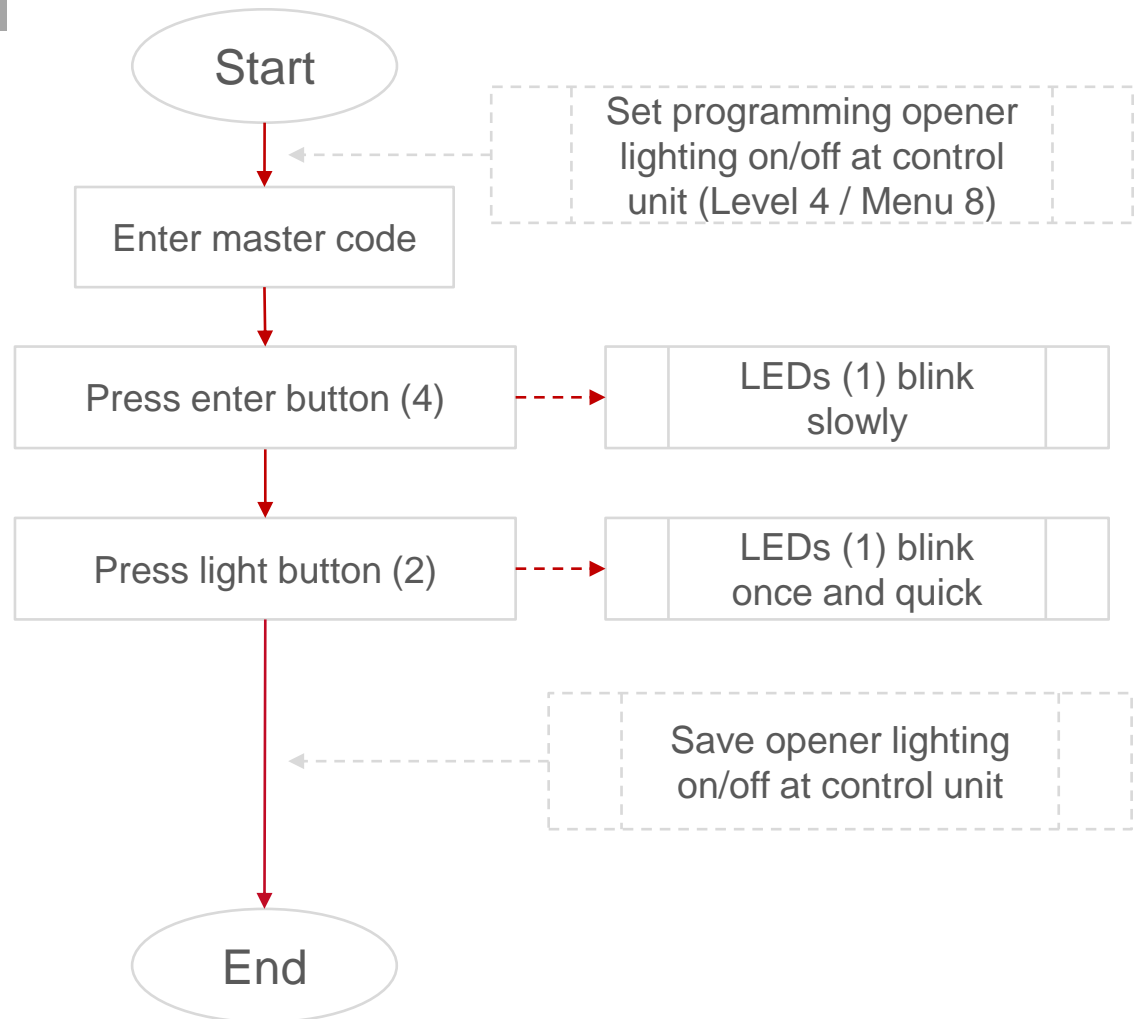 Start
Set programming opener
lighting on/off at control
unit (Level 4 / Menu 8)
Enter master code
Press enter button (4)
LEDs (1) blink
slowly
Press light button (2)
LEDs (1) blink
once and quick
Save opener lighting
on/off at control unit
End